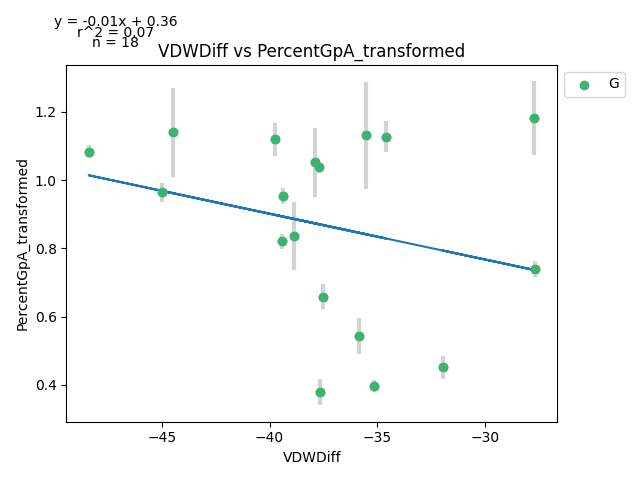 y = -0.01x + 0.36
r^2 = 0.07
n = 18
VDWDiff vs PercentGpA_transformed
G
PercentGpA_transformed
1.2
1.0
0.8
0.6
0.4
−45
−40
−35
−30
VDWDiff